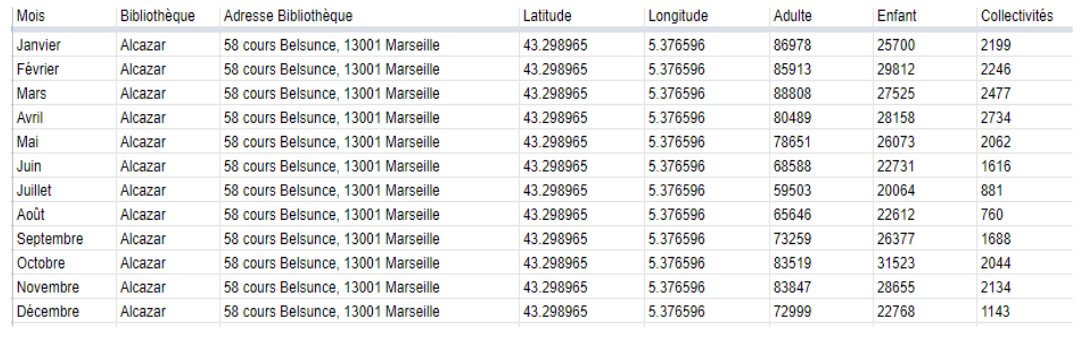 Mois Bibliothèque Adresse Bibliothèque Latitude Longitude Adulte Enfant Collectivités
Janvier Alcazar 58 cours Belsunce, 13001 Marseille 43.298965 5.376596 86978 25700 2199
Février Alcazar 58 cours Belsunce, 13001 Marseille 43.298965 5.376596 85913 29812 2246
Mars Alcazar 58 cours Belsunce, 13001 Marseille 43.298965 5.376596 88808 27525 2477
Avril Alcazar 58 cours Belsunce, 13001 Marseille 43.298965 5.376596 80489 28158 2734
Mai Alcazar 58 cours Belsunce, 13001 Marseille 43.298965 5.376596 78651 26073 2062
Juin Alcazar 58 cours Belsunce, 13001 Marseille 43.298965 5.376596 68588 22731 1616
Juillet Alcazar 58 cours Belsunce, 13001 Marseille 43.298965 5.376596 59503 20064 881
Août Alcazar 58 cours Belsunce, 13001 Marseille 43.298965 5.376596 65646 22612 760
Septembre Alcazar 58 cours Belsunce, 13001 Marseille 43.298965 5.376596 73259 26377 1688
Octobre Alcazar 58 cours Belsunce, 13001 Marseille 43.298965 5.376596 83519 31523 2044
Novembre Alcazar 58 cours Belsunce, 13001 Marseille 43.298965 5.376596 83847 28655 2134
Décembre Alcazar 58 cours Belsunce, 13001 Marseille 43.298965 5.376596 72999 22768 1143